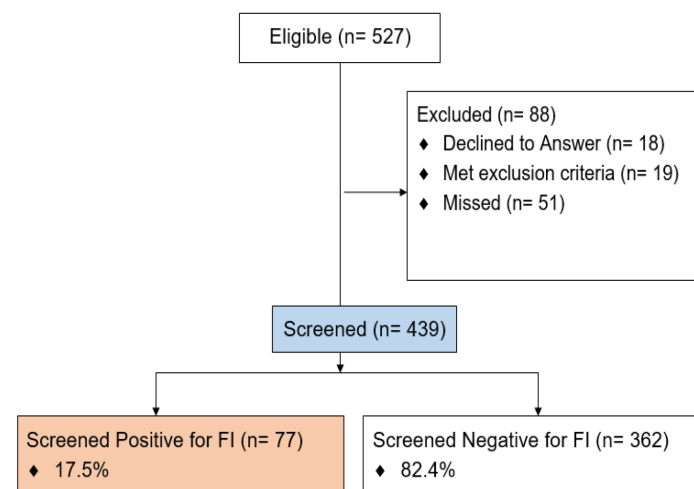 Eligible (n= 527)
Excluded (n= 88)
♦ Declined to Answer (n= 18)
♦ Met exclusion criteria (n= 19)
♦ Missed (n= 51)
Screened (n= 439)
Screened Positive for FI (n= 77)
♦ 17.5%
Screened Negative for FI (n= 362)
♦ 82.4%